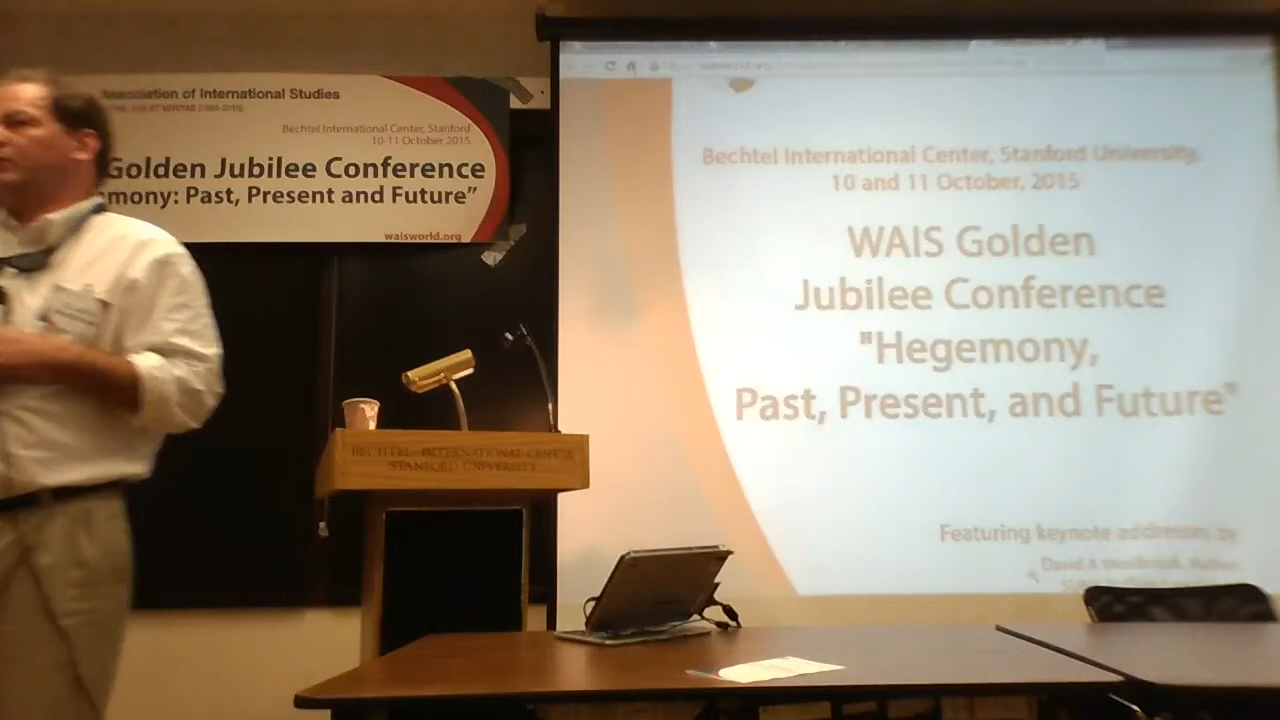 Association of International Studies
Bechtel International Center, Stanford
10-11 October 2015
Golden Jubilee Conference
mony: Past, Present and Future”
waisworld.org
Bechtel International Center, Stanford University,
10 and 11 October, 2015
WAIS Golden
Jubilee Conference
"Hegemony,
Past, Present, and Future"
Featuring keynote addresses by
David A
BECHTEL INTERNATIONAL CENTER
STANFORD UNIVERSITY